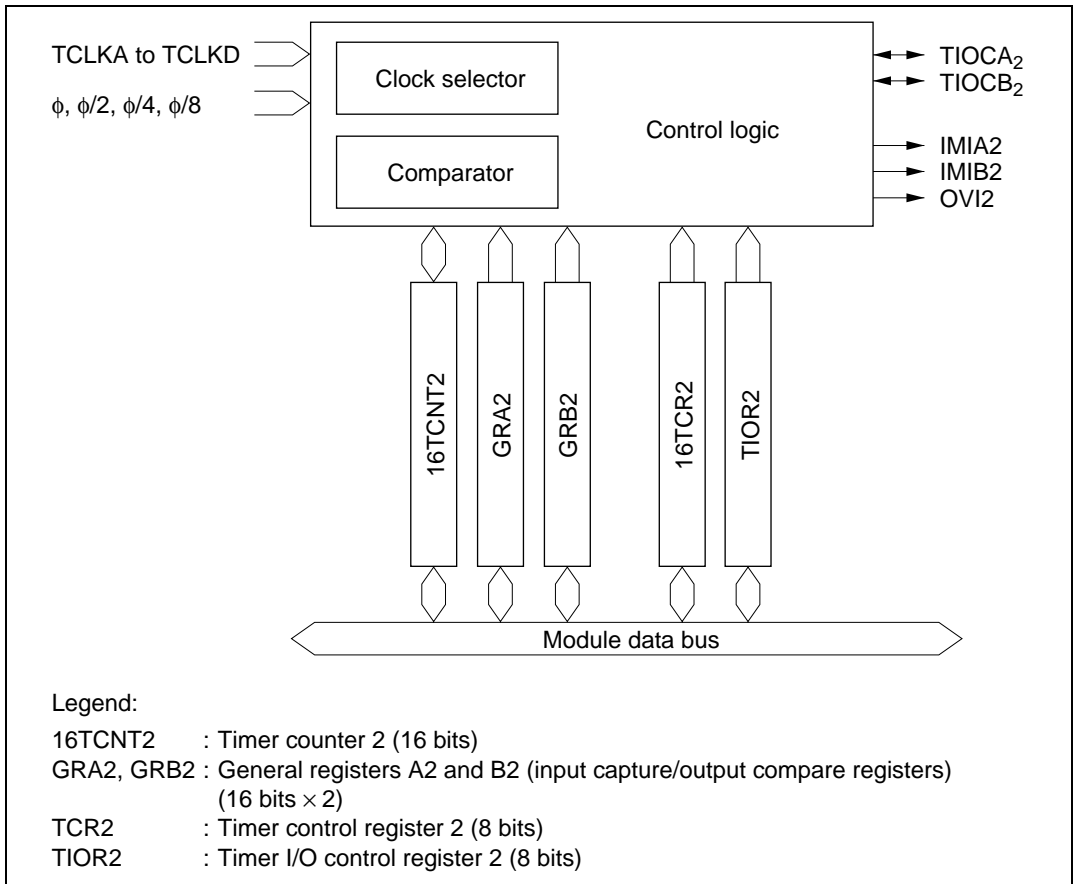 TCLKA to TCLKD
ϕ, ϕ/2, ϕ/4, ϕ/8
Clock selector
Comparator
Control logic
TIOCA2
TIOCB2
IMIA2
IMIB2
OVI2
16TCNT2
GRA2
GRB2
16TCR2
TIOR2
Module data bus
Legend:
16TCNT2 : Timer counter 2 (16 bits)
GRA2, GRB2 : General registers A2 and B2 (input capture/output compare registers)
(16 bits × 2)
TCR2 : Timer control register 2 (8 bits)
TIOR2 : Timer I/O control register 2 (8 bits)